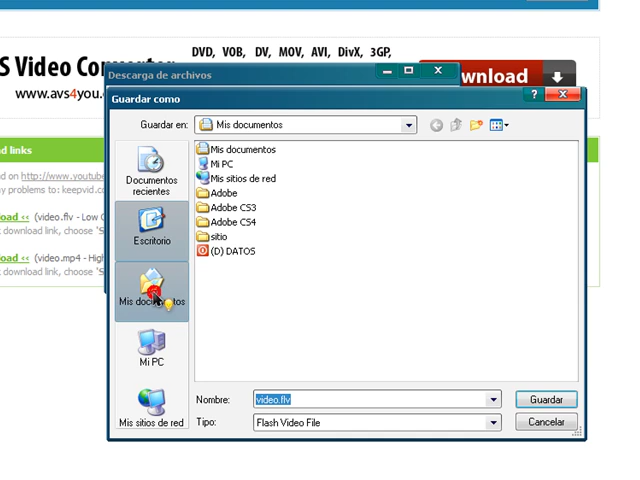 DVD, VOB, DV, MOV, AVI, DivX, 3GP,
S Video
www.avs4you.c
wnload
Descarga de archivos
Guardar como
Guardar en:
Mis documentos
ad links
d on http://www.youtube
y problems to: keepvid.c
oad << (video.flv - Low
download link, choose 'S
oad << (video.mp4 - High
download link, choose 'S
Documentos
recientes
Escritorio
Mis documentos
Mi PC
Mis sitios de red
Mis documentos
Mi PC
Mis sitios de red
Adobe
Adobe CS3
Adobe CS4
sitio
(D) DATOS
Nombre:
video.flv
Guardar
Tipo:
Flash Video File
Cancelar